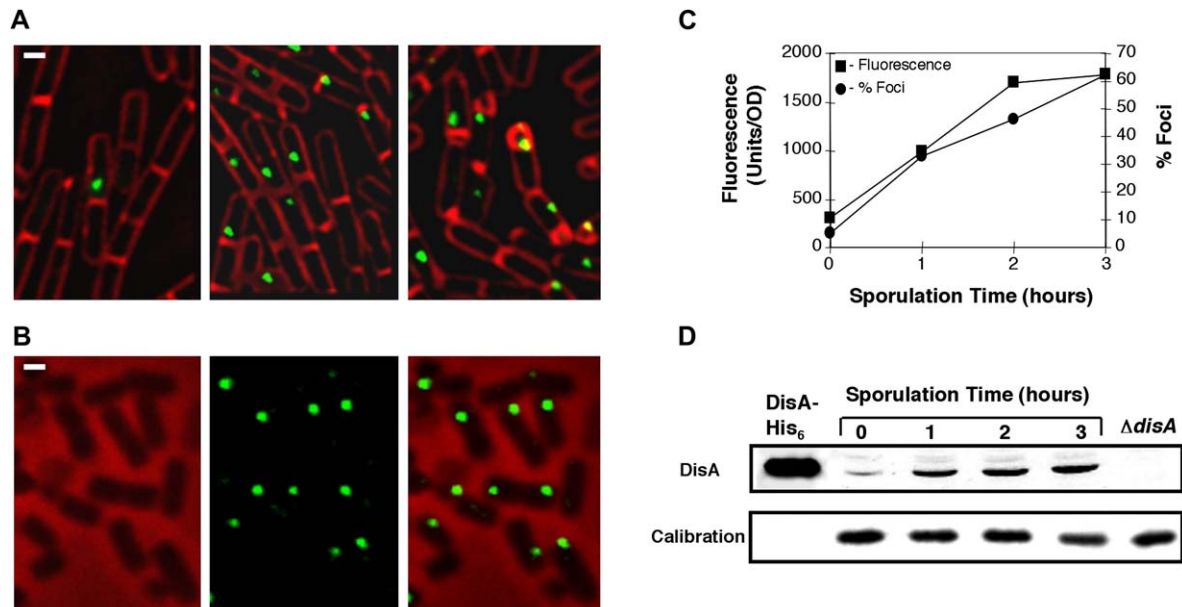 A
B
C
2000
1500
1000
500
0
Fluorescence
(Units/OD)
- Fluorescence
- % Foci
70
60
50
40
30
20
10
0
% Foci
0 1 2 3
Sporulation Time (hours)
D
DisA-
His6
Sporulation Time (hours)
0 1 2 3
ΔdisA
DisA
Calibration